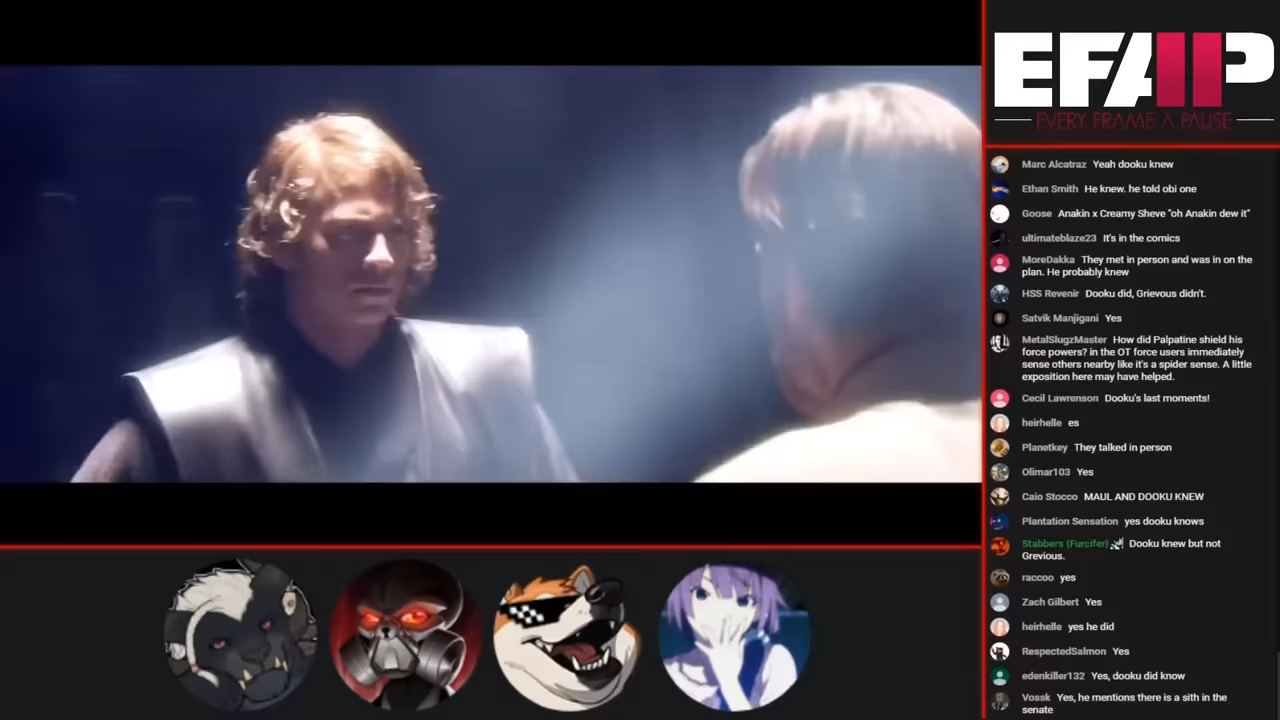 EFAP
EVERY FRAME A PAUSE
Marc Alcatraz Yeah dooku knew
Ethan Smith He knew. he told obi one
Goose Anakin x Creamy Sheve "oh Anakin dew it"
ultimateblaze23 It's in the comics
MoreDakka They met in person and was in on the
plan. He probably knew
HSS Revenir Dooku did, Grievous didn't.
Satvik Manjigani Yes
MetalSlugzMaster How did Palpatine shield his
force powers? in the OT force users immediately
sense others nearby like it's a spider sense. A little
exposition here may have helped.
Cecil Lawrenson Dooku's last moments!
heirhelle es
Planetkey They talked in person
Olimar103 Yes
Caio Stocco MAUL AND DOOKU KNEW
Plantation Sensation yes dooku knows
Stabbers (Furcifer) Dooku knew but not
Grevious.
raccoo yes
Zach Gilbert Yes
heirhelle yes he did
RespectedSalmon Yes
edenkiller132 Yes, dooku did know
Vossk Yes, he mentions there is a sith in the
senate